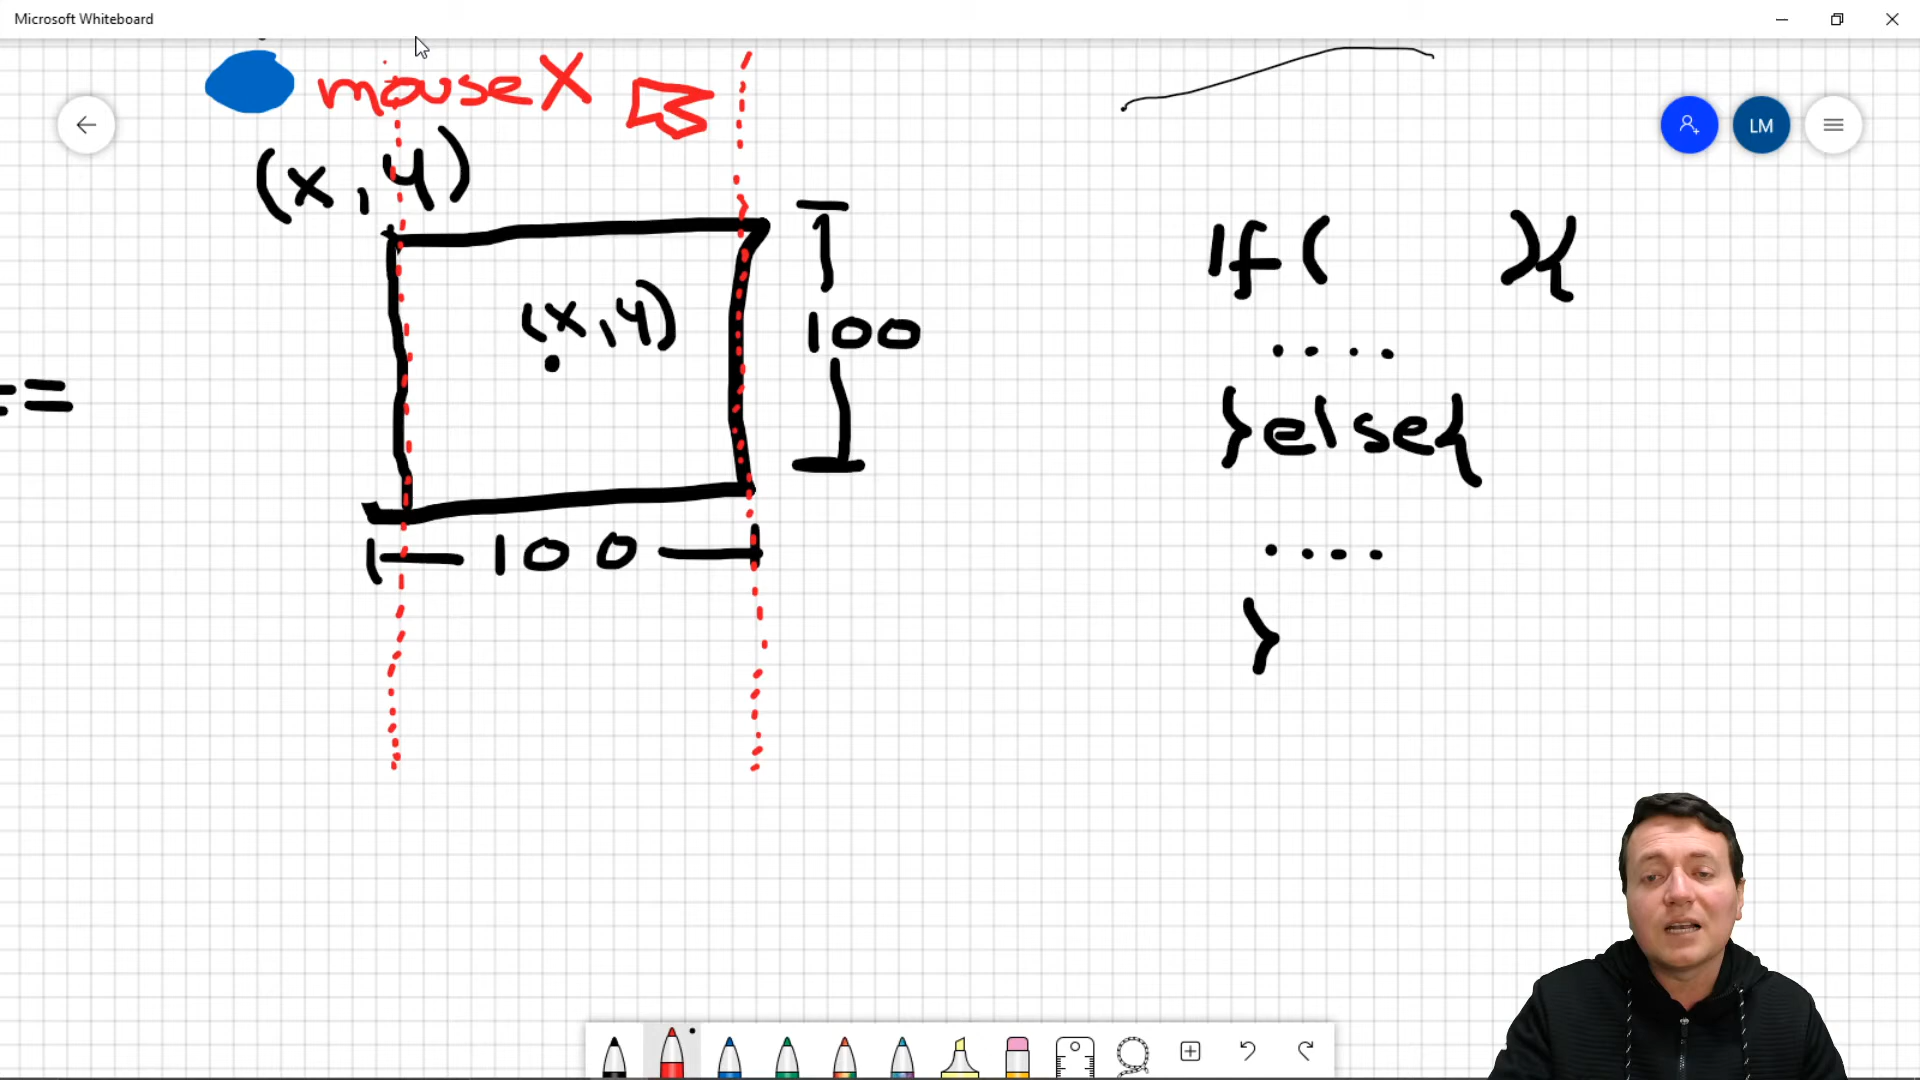 Microsoft Whiteboard
mouseX
(x,y)
(x,y)
100
100
==
If( ){
....
}else{
....
}
LM